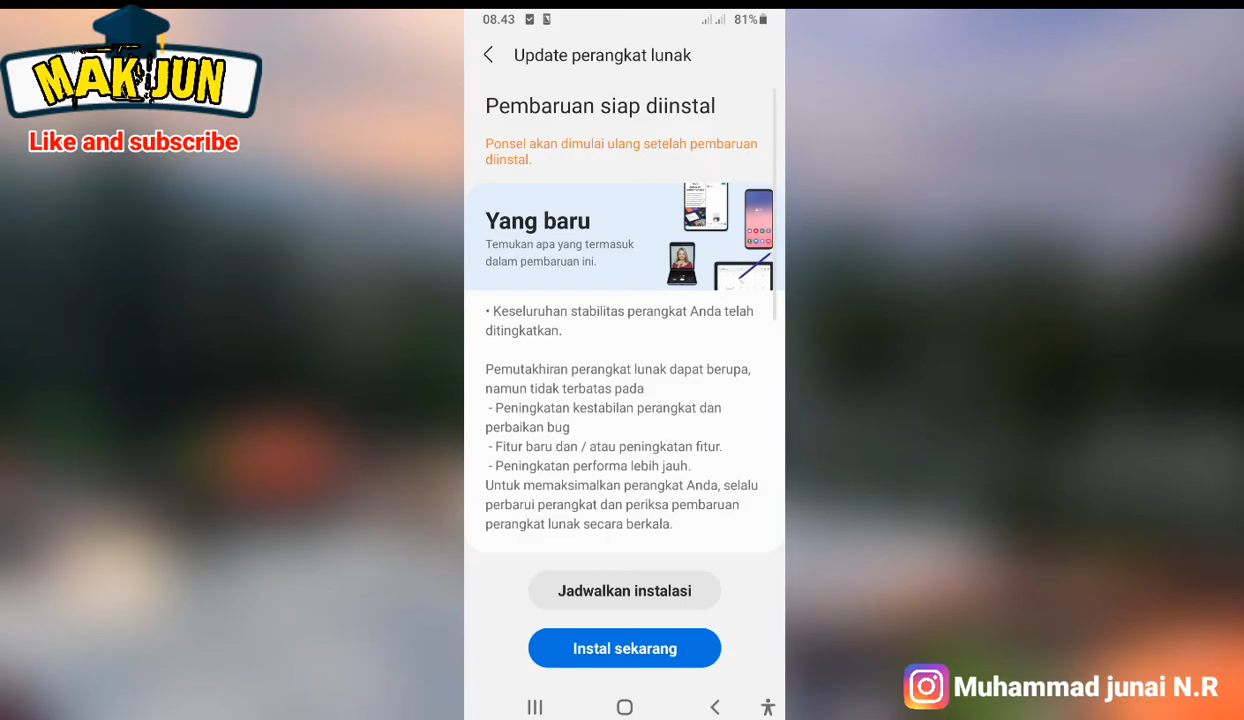 MAK JUN
Like and subscribe
08.43
81%
Update perangkat lunak
Pembaruan siap diinstal
Ponsel akan dimulai ulang setelah pembaruan
diinstal.
Yang baru
Temukan apa yang termasuk
dalam pembaruan ini.
• Keseluruhan stabilitas perangkat Anda telah
ditingkatkan.
Pemutakhiran perangkat lunak dapat berupa,
namun tidak terbatas pada
- Peningkatan kestabilan perangkat dan
perbaikan bug
- Fitur baru dan / atau peningkatan fitur.
- Peningkatan performa lebih jauh.
Untuk memaksimalkan perangkat Anda, selalu
perbarui perangkat dan periksa pembaruan
perangkat lunak secara berkala.
Jadwalkan instalasi
Instal sekarang
Muhammad junai N.R